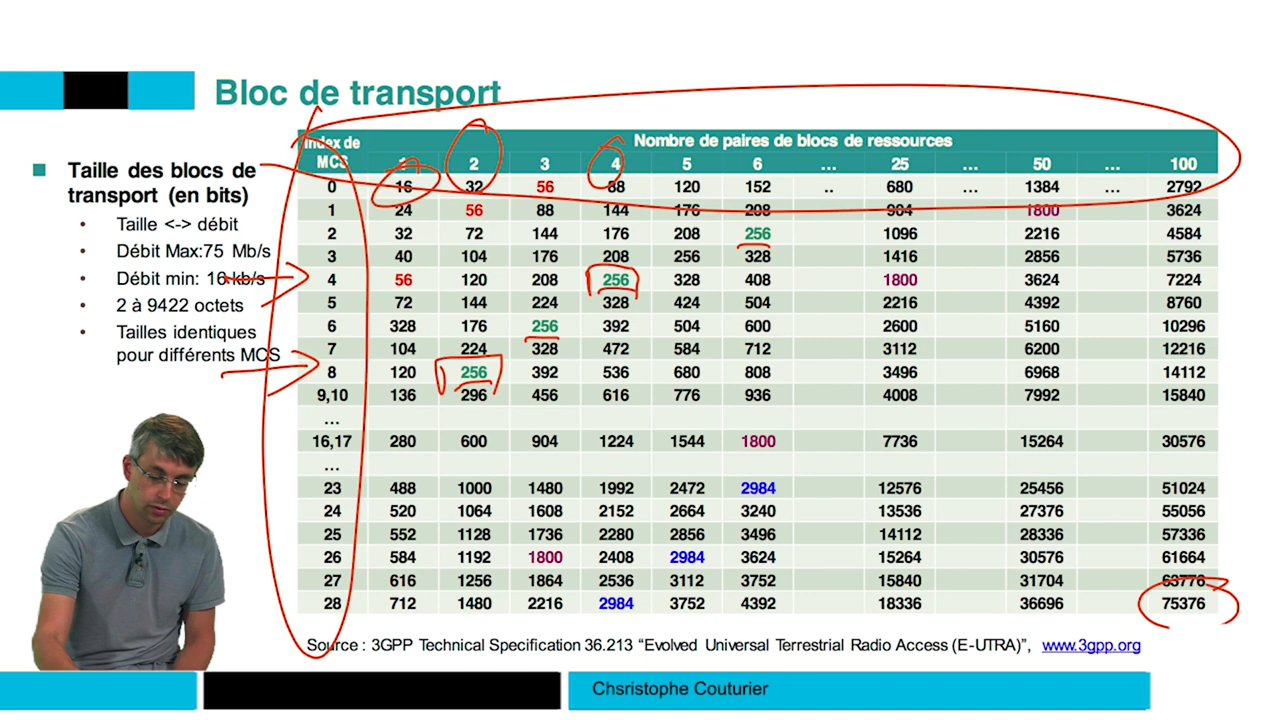 Bloc de transport
Taille des blocs de
transport (en bits)
Taille <-> débit
Débit Max:75 Mb/s
Débit min: 16 kb/s
2 à 9422 octets
Tailles identiques
pour différents MCS
Index de MCS Nombre de paires de blocs de ressources
1 2 3 4 5 6 ... 25 ... 50 ... 100
0 16 32 56 88 120 152 .. 680 ... 1384 ... 2792
1 24 56 88 144 176 208 904 1800 3624
2 32 72 144 176 208 256 1096 2216 4584
3 40 104 176 208 256 328 1416 2856 5736
4 56 120 208 256 328 408 1800 3624 7224
5 72 144 224 328 424 504 2216 4392 8760
6 328 176 256 392 504 600 2600 5160 10296
7 104 224 328 472 584 712 3112 6200 12216
8 120 256 392 536 680 808 3496 6968 14112
9,10 136 296 456 616 776 936 4008 7992 15840
...
16,17 280 600 904 1224 1544 1800 7736 15264 30576
...
23 488 1000 1480 1992 2472 2984 12576 25456 51024
24 520 1064 1608 2152 2664 3240 13536 27376 55056
25 552 1128 1736 2280 2856 3496 14112 28336 57336
26 584 1192 1800 2408 2984 3624 15264 30576 61664
27 616 1256 1864 2536 3112 3752 15840 31704 63776
28 712 1480 2216 2984 3752 4392 18336 36696 75376
Source : 3GPP Technical Specification 36.213 “Evolved Universal Terrestrial Radio Access (E-UTRA)”, www.3gpp.org
Chsristophe Couturier